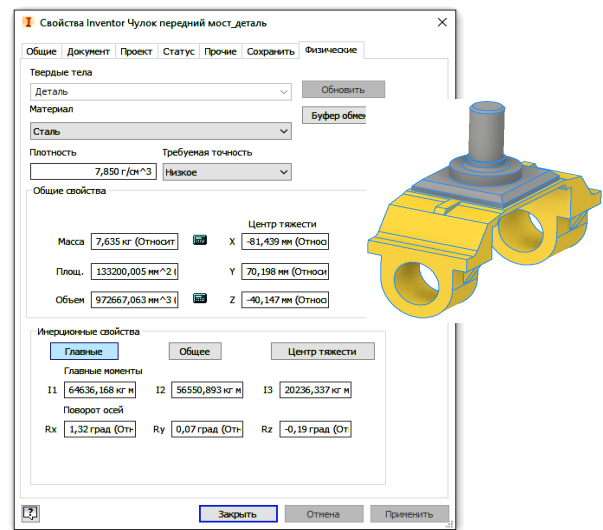 Свойства Inventor Чулок передний мост_деталь
Общие Документ Проект Статус Прочие Сохранить Физические
Твердые тела
Деталь Обновить
Материал Буфер обмен
Сталь
Плотность Требуемая точность
7,850 г/см^3 Низкое
Общие свойства
Центр тяжести
Масса 7,635 кг (Относит X -81,439 мм (Относ
Площ. 133200,005 мм^2 ( Y 70,198 мм (Относи
Объем 972667,063 мм^3 ( Z -40,147 мм (Относ
Инерционные свойства
Главные Общее Центр тяжести
Главные моменты
I1 64636,168 кг м I2 56550,893 кг м I3 20236,337 кг м
Поворот осей
Rx 1,32 град (Отн Ry 0,07 град (Отн Rz -0,19 град (От
Закрыть Отмена Применить